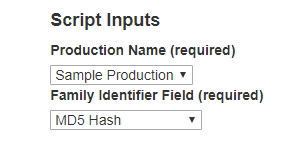 Script Inputs
Production Name (required)
Sample Production
Family Identifier Field (required)
MD5 Hash